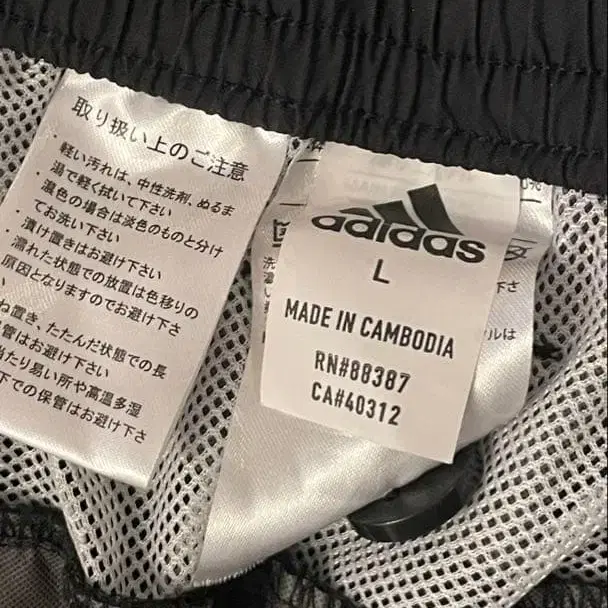 取り扱い上のご注意
・軽い汚れは、中性洗剤、ぬるま
湯で軽く拭いて下さい
・濃色の場合は淡色のものと分け
てお洗い下さい
・漬け置きはお避け下さい
・濡れた状態での放置は色移りの
原因となりますのでお避け下さ
ね置き、たたんだ状態での長
管はお避け下さい
当たり易い所や高温多湿
下での保管はお避け下さい
adidas
L
MADE IN CAMBODIA
RN#88387
CA#40312